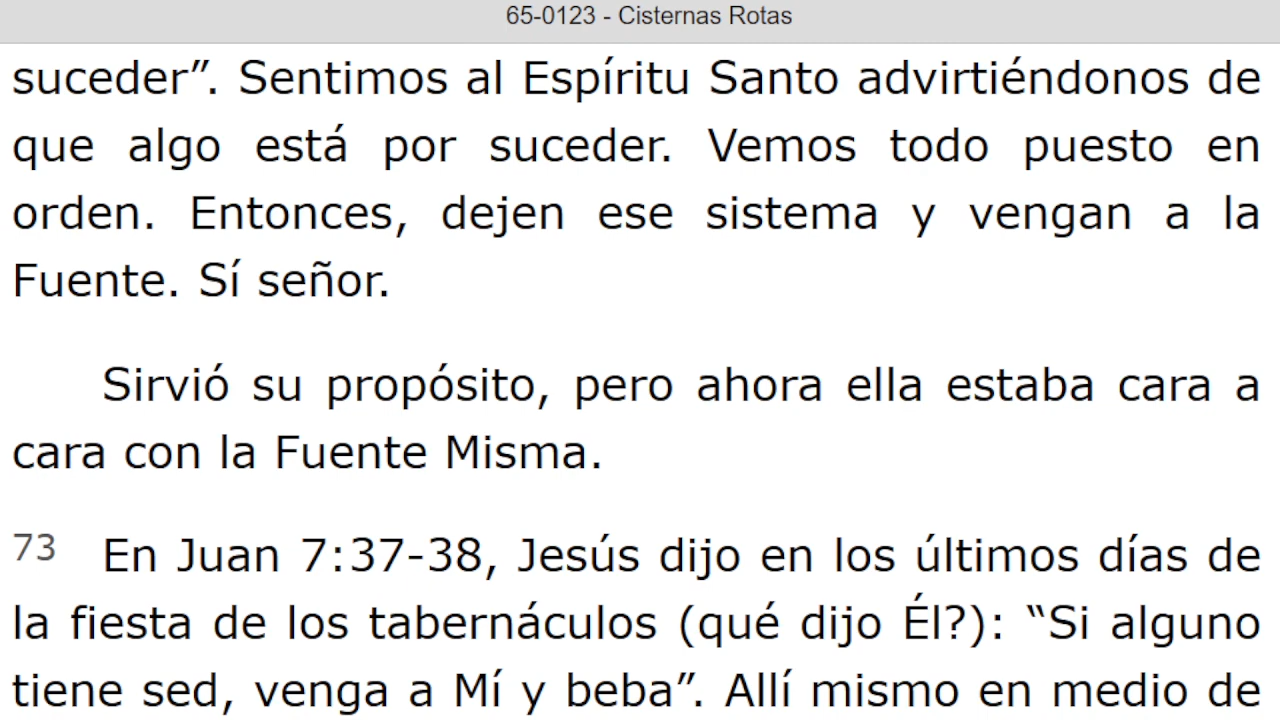 65-0123 - Cisternas Rotas
suceder”. Sentimos al Espíritu Santo advirtiéndonos de
que algo está por suceder. Vemos todo puesto en
orden. Entonces, dejen ese sistema y vengan a la
Fuente. Sí señor.
Sirvió su propósito, pero ahora ella estaba cara a
cara con la Fuente Misma.
73 En Juan 7:37-38, Jesús dijo en los últimos días de
la fiesta de los tabernáculos (qué dijo Él?): “Si alguno
tiene sed, venga a Mí y beba”. Allí mismo en medio de